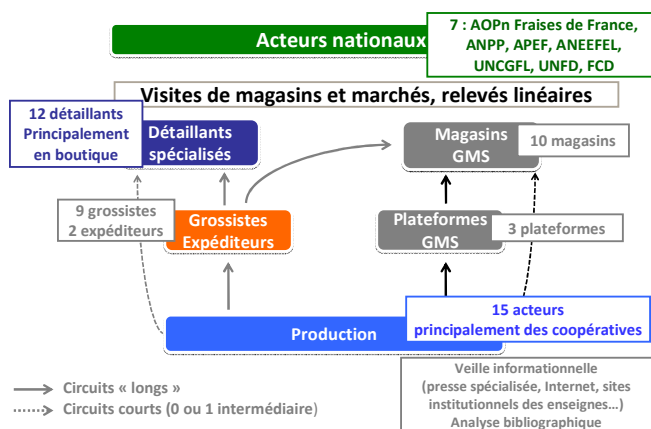 Acteurs nationaux
7 : AOPn Fraises de France,
ANPP, APEF, ANEEFEL,
UNCGFL, UNFD, FCD
Visites de magasins et marchés, relevés linéaires
12 détaillants
Principalement
en boutique
Détaillants
spécialisés
Magasins
GMS
10 magasins
9 grossistes
2 expéditeurs
Grossistes
Expéditeurs
Plateformes
GMS
3 plateformes
15 acteurs
principalement des coopératives
Production
Veille informationnelle
(presse spécialisée, Internet, sites
institutionnels des enseignes...)
Analyse bibliographique
Circuits « longs »
Circuits courts (0 ou 1 intermédiaire)